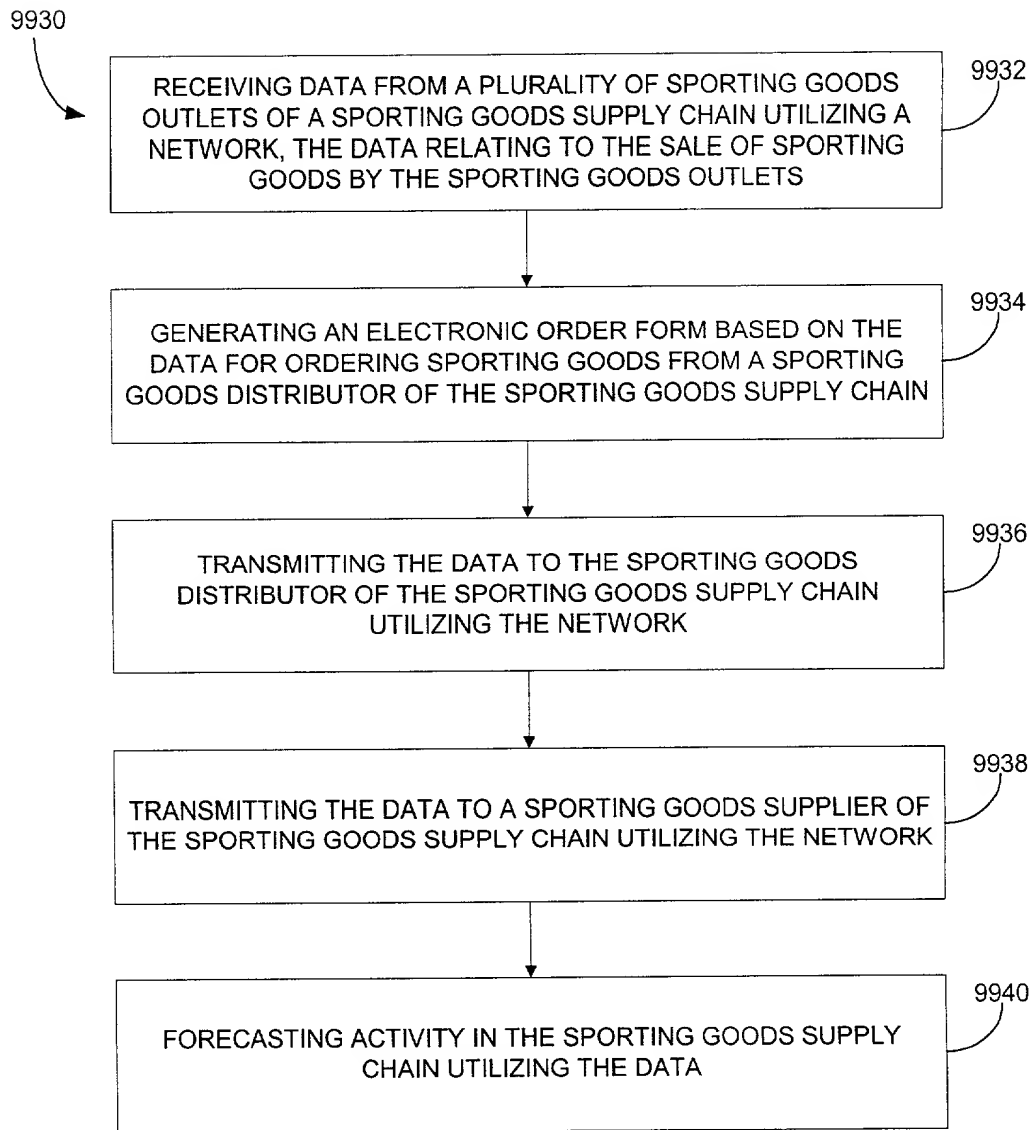 9930
9932
RECEIVING DATA FROM A PLURALITY OF SPORTING GOODS
OUTLETS OF A SPORTING GOODS SUPPLY CHAIN UTILIZING A
NETWORK, THE DATA RELATING TO THE SALE OF SPORTING
GOODS BY THE SPORTING GOODS OUTLETS
9934
GENERATING AN ELECTRONIC ORDER FORM BASED ON THE
DATA FOR ORDERING SPORTING GOODS FROM A SPORTING
GOODS DISTRIBUTOR OF THE SPORTING GOODS SUPPLY CHAIN
9936
TRANSMITTING THE DATA TO THE SPORTING GOODS
DISTRIBUTOR OF THE SPORTING GOODS SUPPLY CHAIN
UTILIZING THE NETWORK
9938
TRANSMITTING THE DATA TO A SPORTING GOODS SUPPLIER OF
THE SPORTING GOODS SUPPLY CHAIN UTILIZING THE NETWORK
9940
FORECASTING ACTIVITY IN THE SPORTING GOODS SUPPLY
CHAIN UTILIZING THE DATA